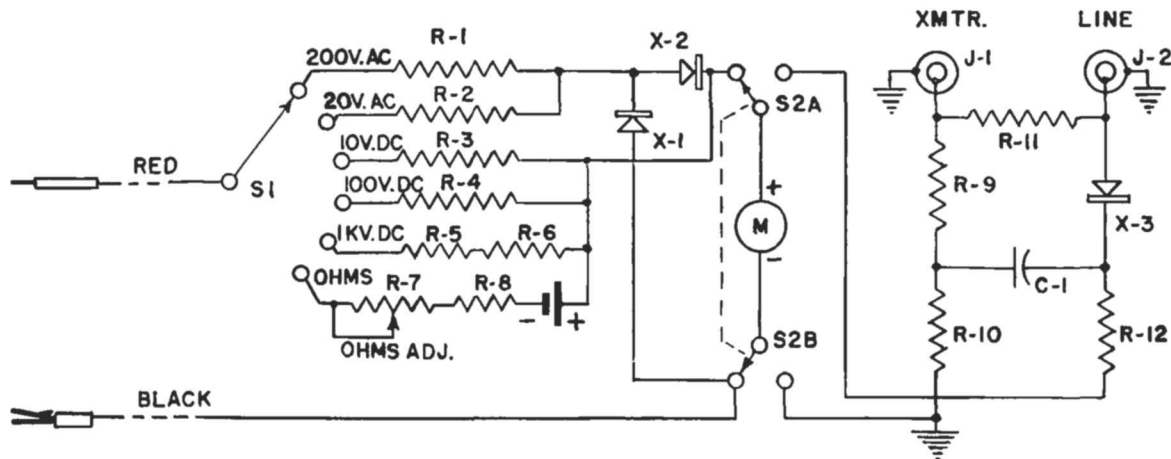 XMTR. LINE
R-1 X-2
200V.AC J-1 J-2
R-2
20V.AC S2A
R-11
10V.DC R-3 X-1
RED
S1 100V.DC R-4 R-9
+ X-3
M
1KV.DC R-5 R-6 -
OHMS
R-7 R-8 C-1
- +
OHMS ADJ. S2B R-10 R-12
BLACK